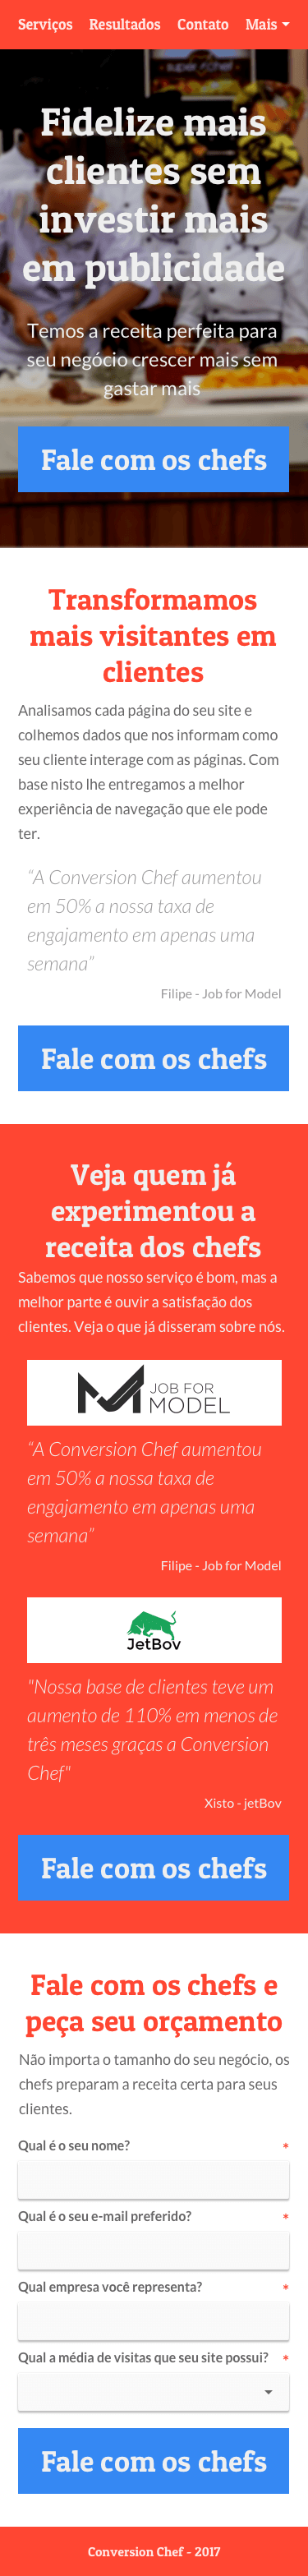 Serviços Resultados Contato Mais
Fidelize mais
clientes sem
investir mais
em publicidade
Temos a receita perfeita para
seu negócio crescer mais sem
gastar mais
Fale com os chefs
Transformamos
mais visitantes em
clientes
Analisamos cada página do seu site e
colhemos dados que nos informam como
seu cliente interage com as páginas. Com
base nisto lhe entregamos a melhor
experiência de navegação que ele pode
ter.
“A Conversion Chef aumentou
em 50% a nossa taxa de
engajamento em apenas uma
semana”
Filipe - Job for Model
Fale com os chefs
Veja quem já
experimentou a
receita dos chefs
Sabemos que nosso serviço é bom, mas a
melhor parte é ouvir a satisfação dos
clientes. Veja o que já disseram sobre nós.
JOB FOR
MODEL
“A Conversion Chef aumentou
em 50% a nossa taxa de
engajamento em apenas uma
semana”
Filipe - Job for Model
JetBov
"Nossa base de clientes teve um
aumento de 110% em menos de
três meses graças a Conversion
Chef"
Xisto - jetBov
Fale com os chefs
Fale com os chefs e
peça seu orçamento
Não importa o tamanho do seu negócio, os
chefs preparam a receita certa para seus
clientes.
Qual é o seu nome? *
Qual é o seu e-mail preferido? *
Qual empresa você representa? *
Qual a média de visitas que seu site possui? *
Fale com os chefs
Conversion Chef - 2017